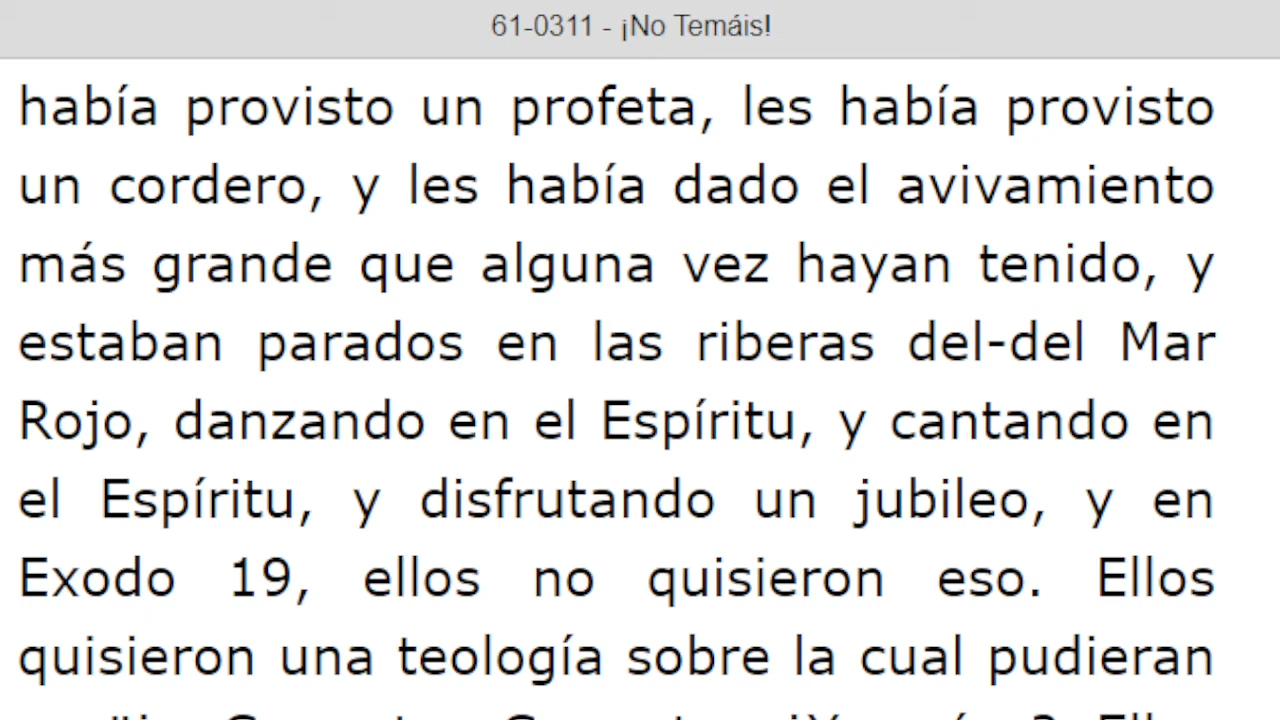 61-0311 - ¡No Temáis!
había provisto un profeta, les había provisto
un cordero, y les había dado el avivamiento
más grande que alguna vez hayan tenido, y
estaban parados en las riberas del-del Mar
Rojo, danzando en el Espíritu, y cantando en
el Espíritu, y disfrutando un jubileo, y en
Exodo 19, ellos no quisieron eso. Ellos
quisieron una teología sobre la cual pudieran